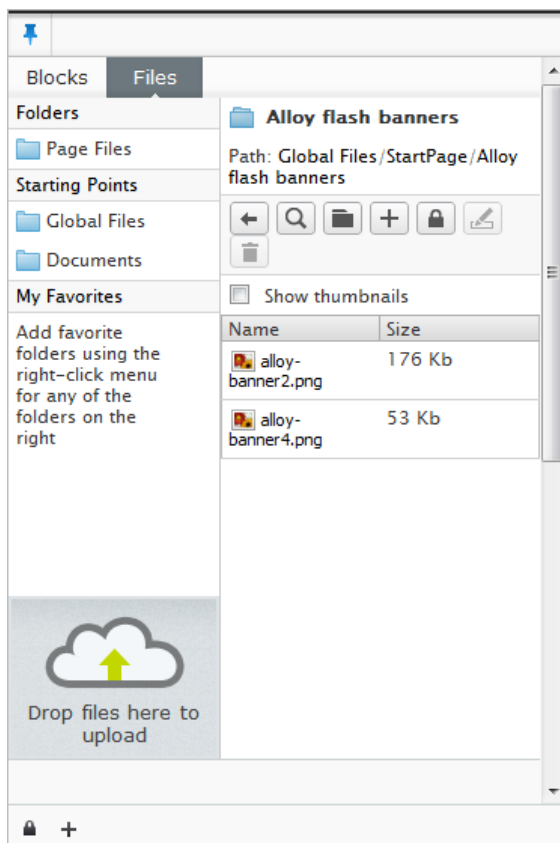 Blocks
Files
Folders
Page Files
Starting Points
Global Files
Documents
My Favorites
Add favorite
folders using the
right-click menu
for any of the
folders on the
right
Drop files here to
upload
Alloy flash banners
Path: Global Files/StartPage/Alloy
flash banners
Show thumbnails
Name Size
alloy- 176 Kb
banner2.png
alloy- 53 Kb
banner4.png